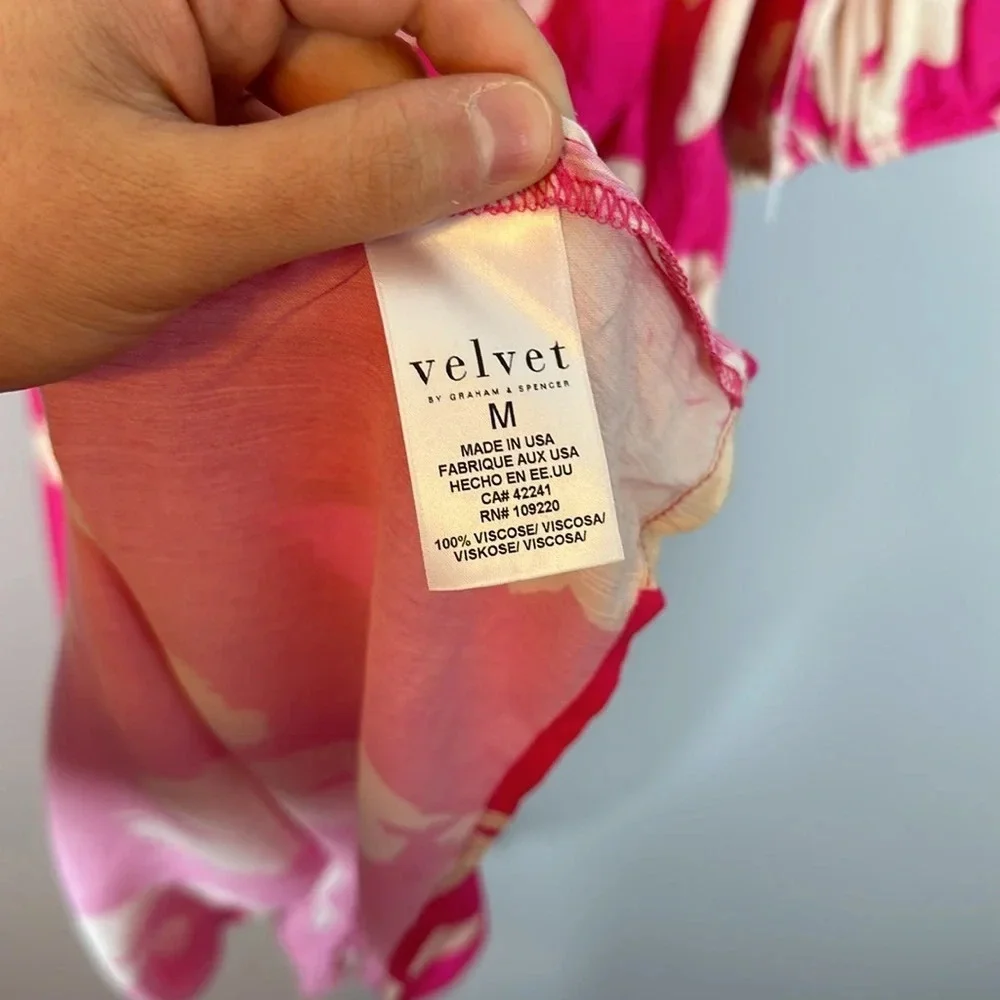 velvet
BY GRAHAM & SPENCER
M
MADE IN USA
FABRIQUE AUX USA
HECHO EN EE.UU
CA# 42241
RN# 109220
100% VISCOSE/ VISCOSA/
VISKOSE/ VISCOSA/